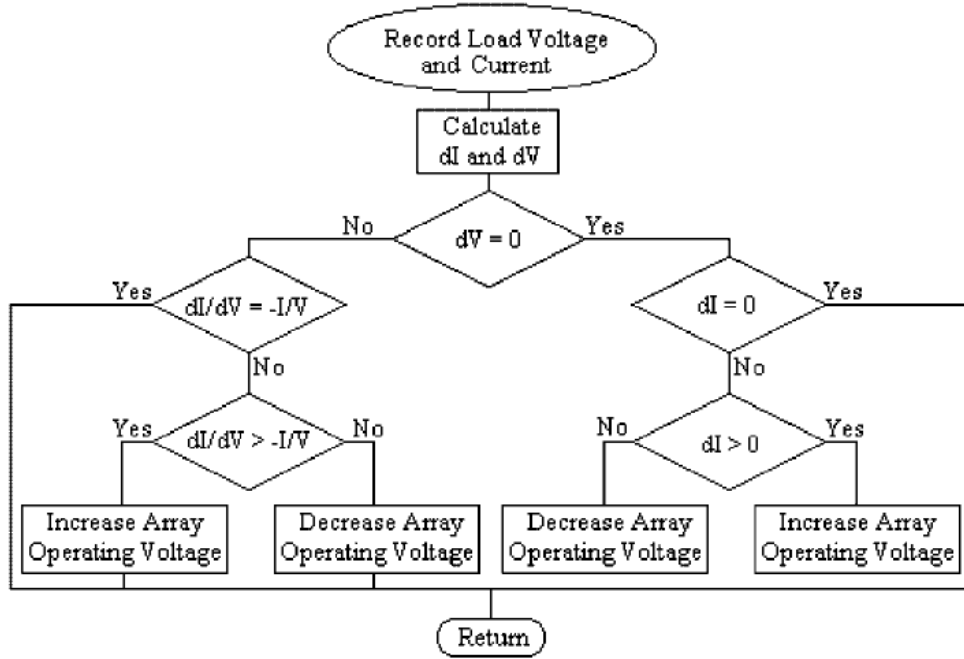 Record Load Voltage
and Current
Calculate
dI and dV
No
dV = 0
Yes
Yes
dI/dV = -I/V
dI = 0
Yes
No
No
Yes
dI/dV > -I/V
No
No
dI > 0
Yes
Increase Array
Operating Voltage
Decrease Array
Operating Voltage
Decrease Array
Operating Voltage
Increase Array
Operating Voltage
Return